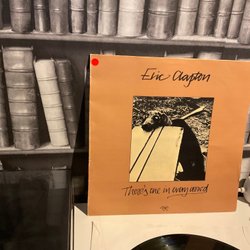 Eric Clapton
There's one in every crowd